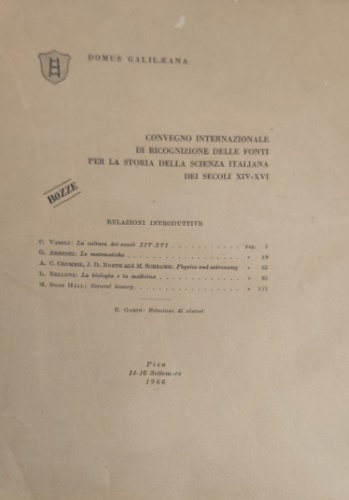 DOMUS GALILÆANA
CONVEGNO INTERNAZIONALE
DI RICOGNIZIONE DELLE FONTI
PER LA STORIA DELLA SCIENZA ITALIANA
DEI SECOLI XIV-XVI
BOZZE
RELAZIONI INTRODUTTIVE
C. VASOLI: La cultura dei secoli XIV-XVI . . . . . . . . . . . pag. 1
G. ARRIGHI: Le matematiche . . . . . . . . . . . . . . . . »
A. C. CROMBIE, J. D. NORTH and M. SCHRAMM: Physics and astronomy »
L. BELLONI: La biologia e la medicina . . . . . . . . . . . . . »
M. BOAS HALL: Natural history . . . . . . . . . . . . . . . . » 111
E. GARIN: Relazione di sintesi
Pisa
14-16 Settembre
1966